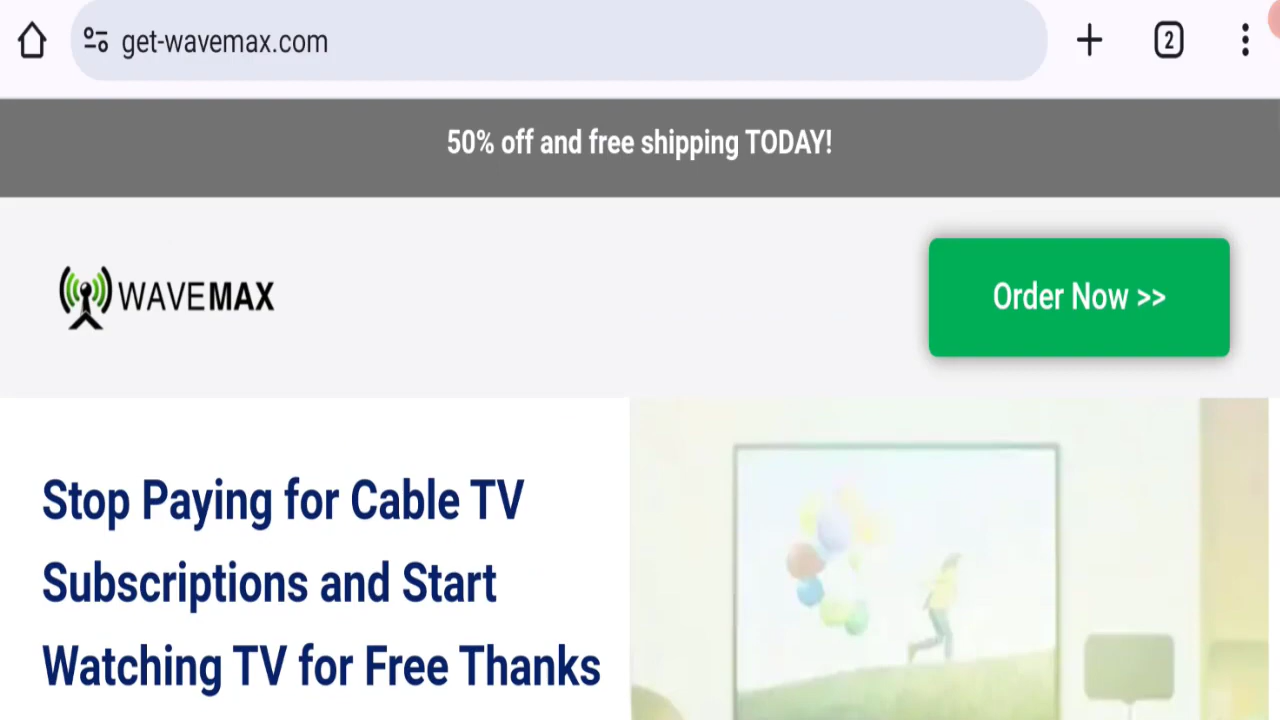 get-wavemax.com
2
50% off and free shipping TODAY!
WAVEMAX
Order Now >>
Stop Paying for Cable TV
Subscriptions and Start
Watching TV for Free Thanks